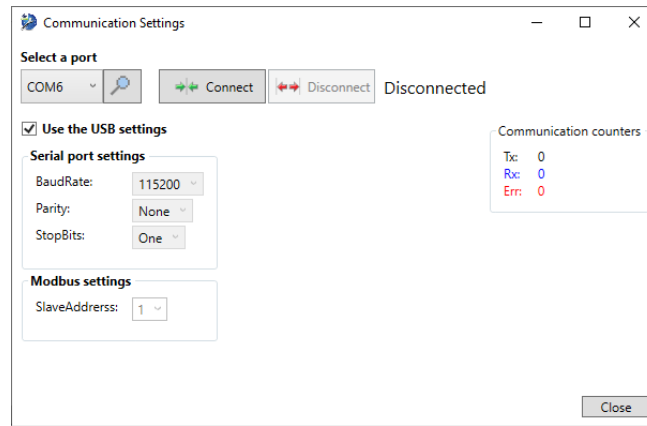 Communication Settings
Select a port
COM6
Connect
Disconnect
Disconnected
Use the USB settings
Serial port settings
BaudRate: 115200
Parity: None
StopBits: One
Modbus settings
SlaveAddrerss: 1
Communication counters
Tx: 0
Rx: 0
Err: 0
Close